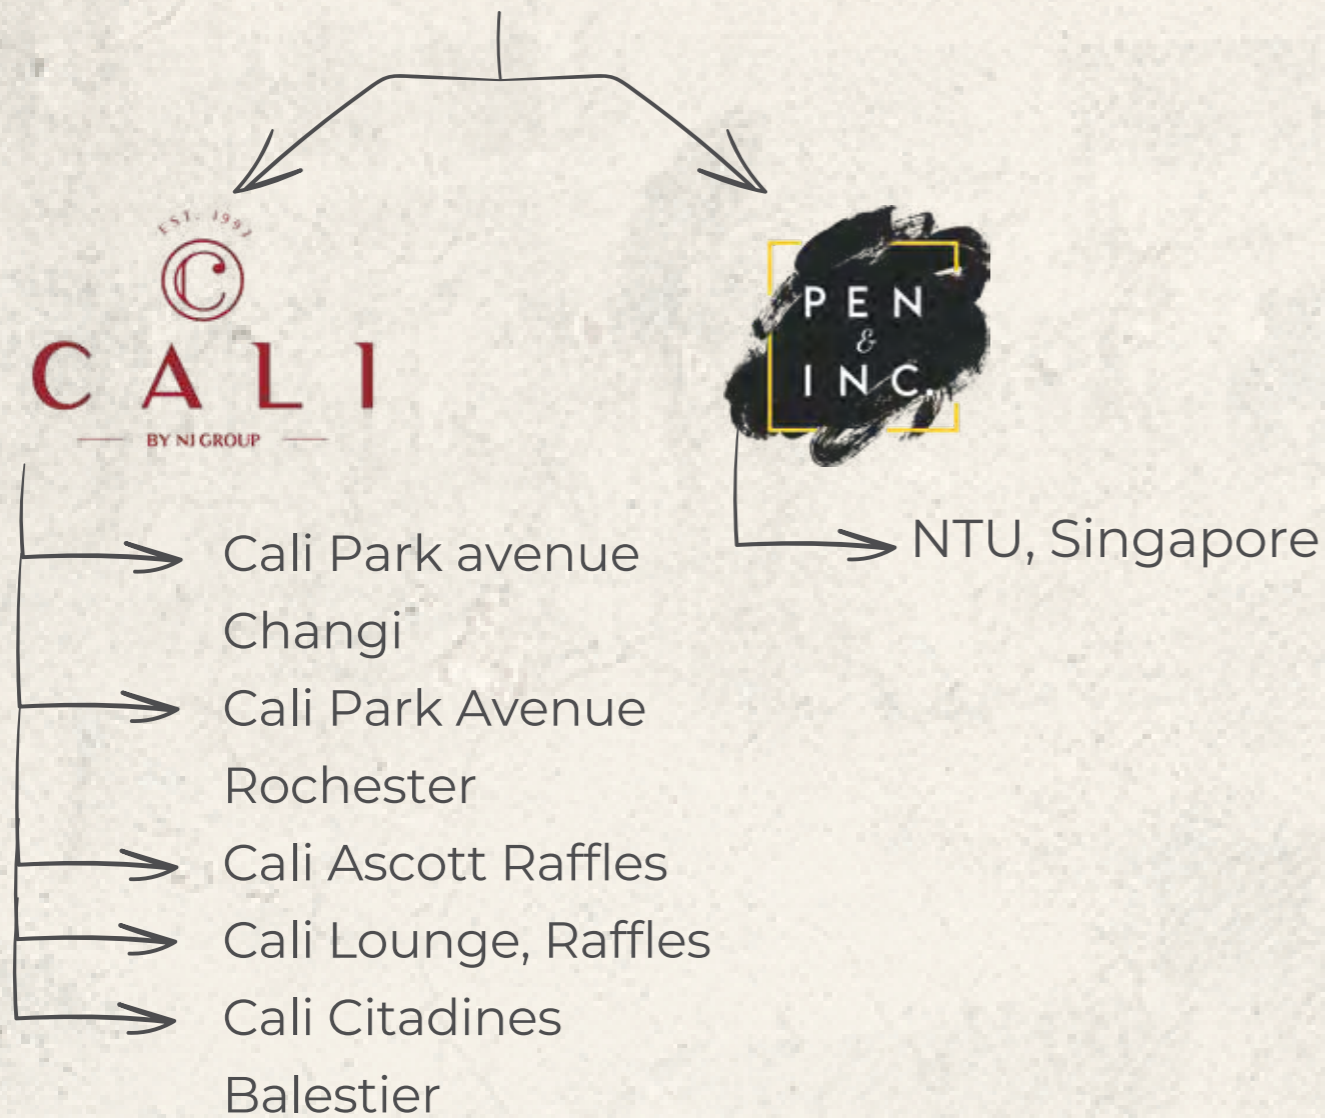 EST. 1992
C
CALI
BY NJ GROUP
Cali Park avenue
Changi
Cali Park Avenue
Rochester
Cali Ascott Raffles
Cali Lounge, Raffles
Cali Citadines
Balestier
PEN
&
INC.
NTU, Singapore